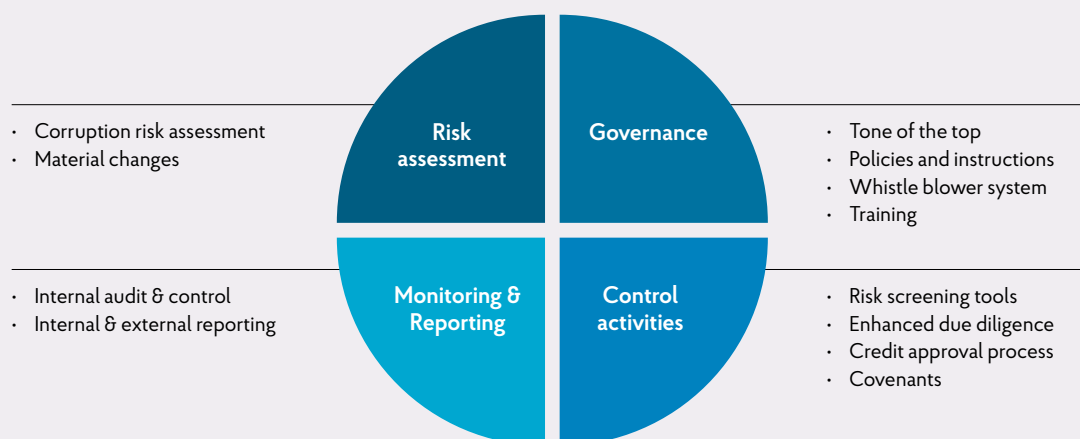 Risk
assessment
Governance
· Corruption risk assessment
· Material changes
· Tone of the top
· Policies and instructions
· Whistle blower system
· Training
Monitoring &
Reporting
Control
activities
· Internal audit & control
· Internal & external reporting
· Risk screening tools
· Enhanced due diligence
· Credit approval process
· Covenants